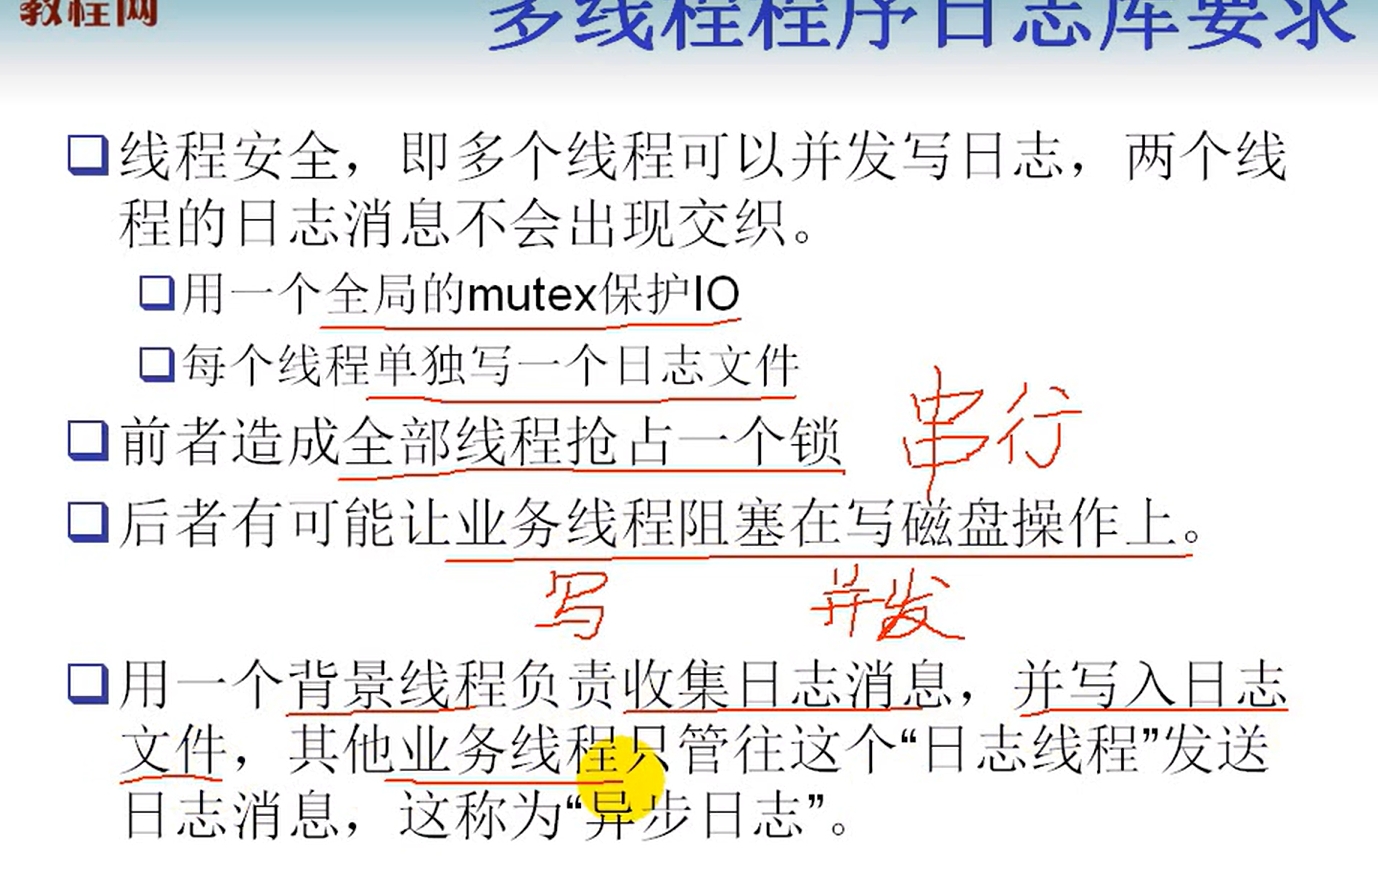 教程网
多线程程序日志库要求
线程安全，即多个线程可以并发写日志，两个线
程的日志消息不会出现交织。
用一个全局的mutex保护IO
每个线程单独写一个日志文件
前者造成全部线程抢占一个锁
串行
后者有可能让业务线程阻塞在写磁盘操作上。
写 并发
用一个背景线程负责收集日志消息，并写入日志
文件，其他业务线程只管往这个“日志线程”发送
日志消息，这称为“异步日志”。